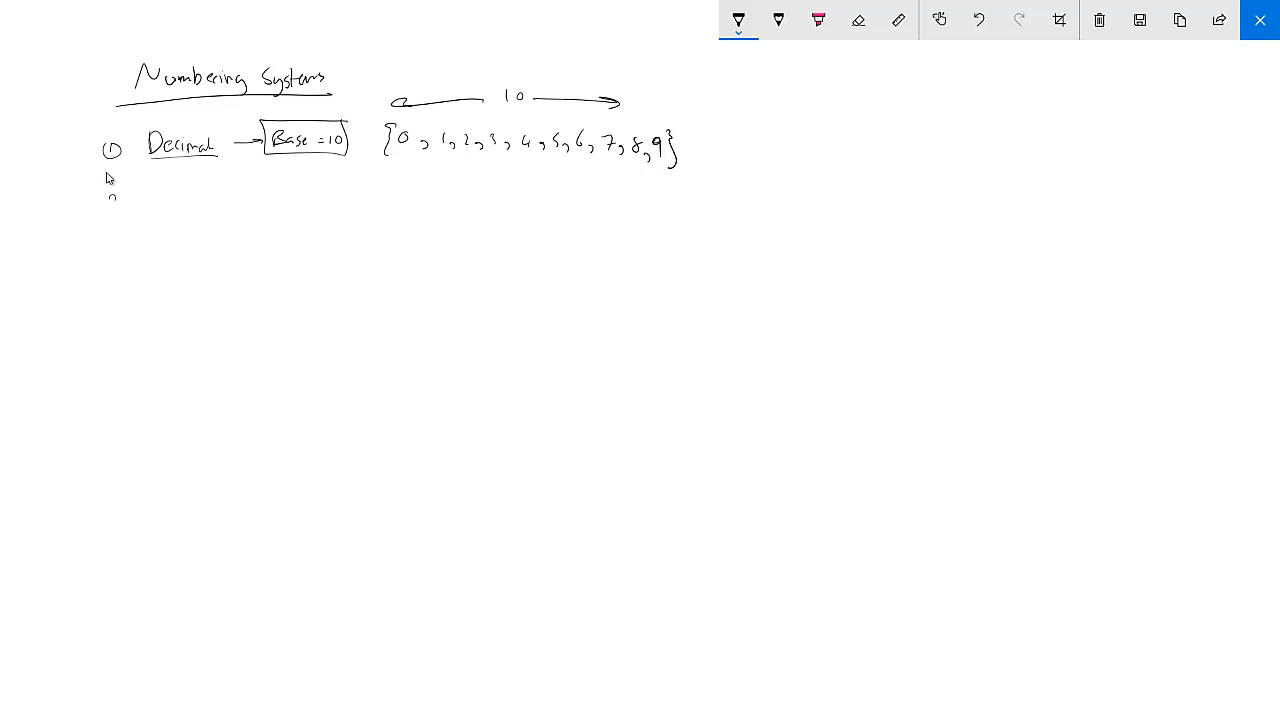 Numbering Systems
10
① Decimal → Base = 10 {0, 1, 2, 3, 4, 5, 6, 7, 8, 9}